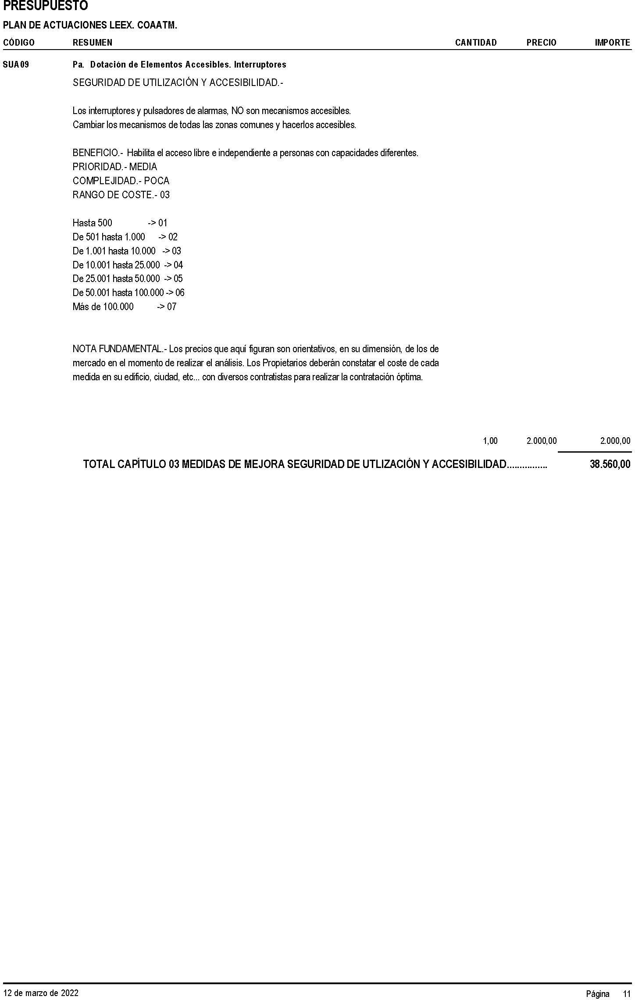 PRESUPUESTO
PLAN DE ACTUACIONES LEEX. COAATM.
CÓDIGO RESUMEN CANTIDAD PRECIO IMPORTE
SUA09 Pa. Dotación de Elementos Accesibles. Interruptores
SEGURIDAD DE UTILIZACIÓN Y ACCESIBILIDAD.-
Los interruptores y pulsadores de alarmas, NO son mecanismos accesibles.
Cambiar los mecanismos de todas las zonas comunes y hacerlos accesibles.
BENEFICIO.- Habilita el acceso libre e independiente a personas con capacidades diferentes.
PRIORIDAD.- MEDIA
COMPLEJIDAD.- POCA
RANGO DE COSTE.- 03
Hasta 500 -> 01
De 501 hasta 1.000 -> 02
De 1.001 hasta 10.000 -> 03
De 10.001 hasta 25.000 -> 04
De 25.001 hasta 50.000 -> 05
De 50.001 hasta 100.000 -> 06
Más de 100.000 -> 07
NOTA FUNDAMENTAL.- Los precios que aquí figuran son orientativos, en su dimensión, de los de
mercado en el momento de realizar el análisis. Los Propietarios deberán constatar el coste de cada
medida en su edificio, ciudad, etc... con diversos contratistas para realizar la contratación óptima.
1,00 2.000,00 2.000,00
TOTAL CAPÍTULO 03 MEDIDAS DE MEJORA SEGURIDAD DE UTLIZACIÓN Y ACCESIBILIDAD................ 38.560,00
12 de marzo de 2022 Página 11